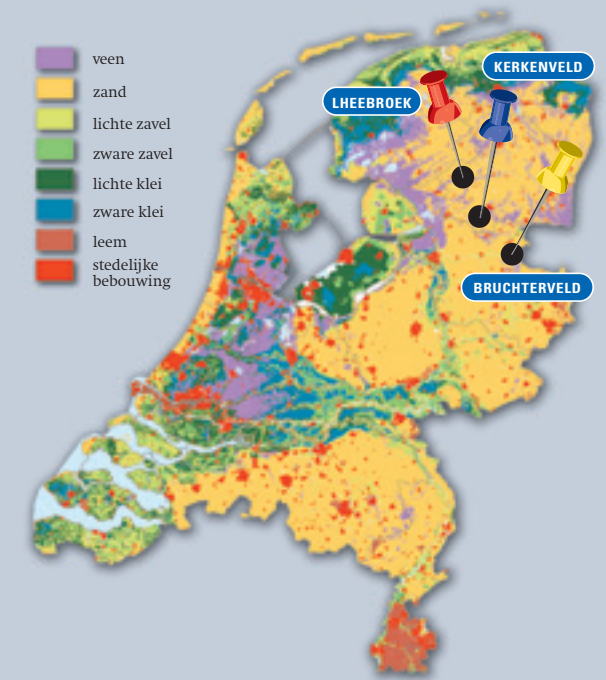 veen
zand
lichte zavel
zware zavel
lichte klei
zware klei
leem
stedelijke
bebouwing
KERKENVELD
LHEEBROEK
BRUCHTERVELD